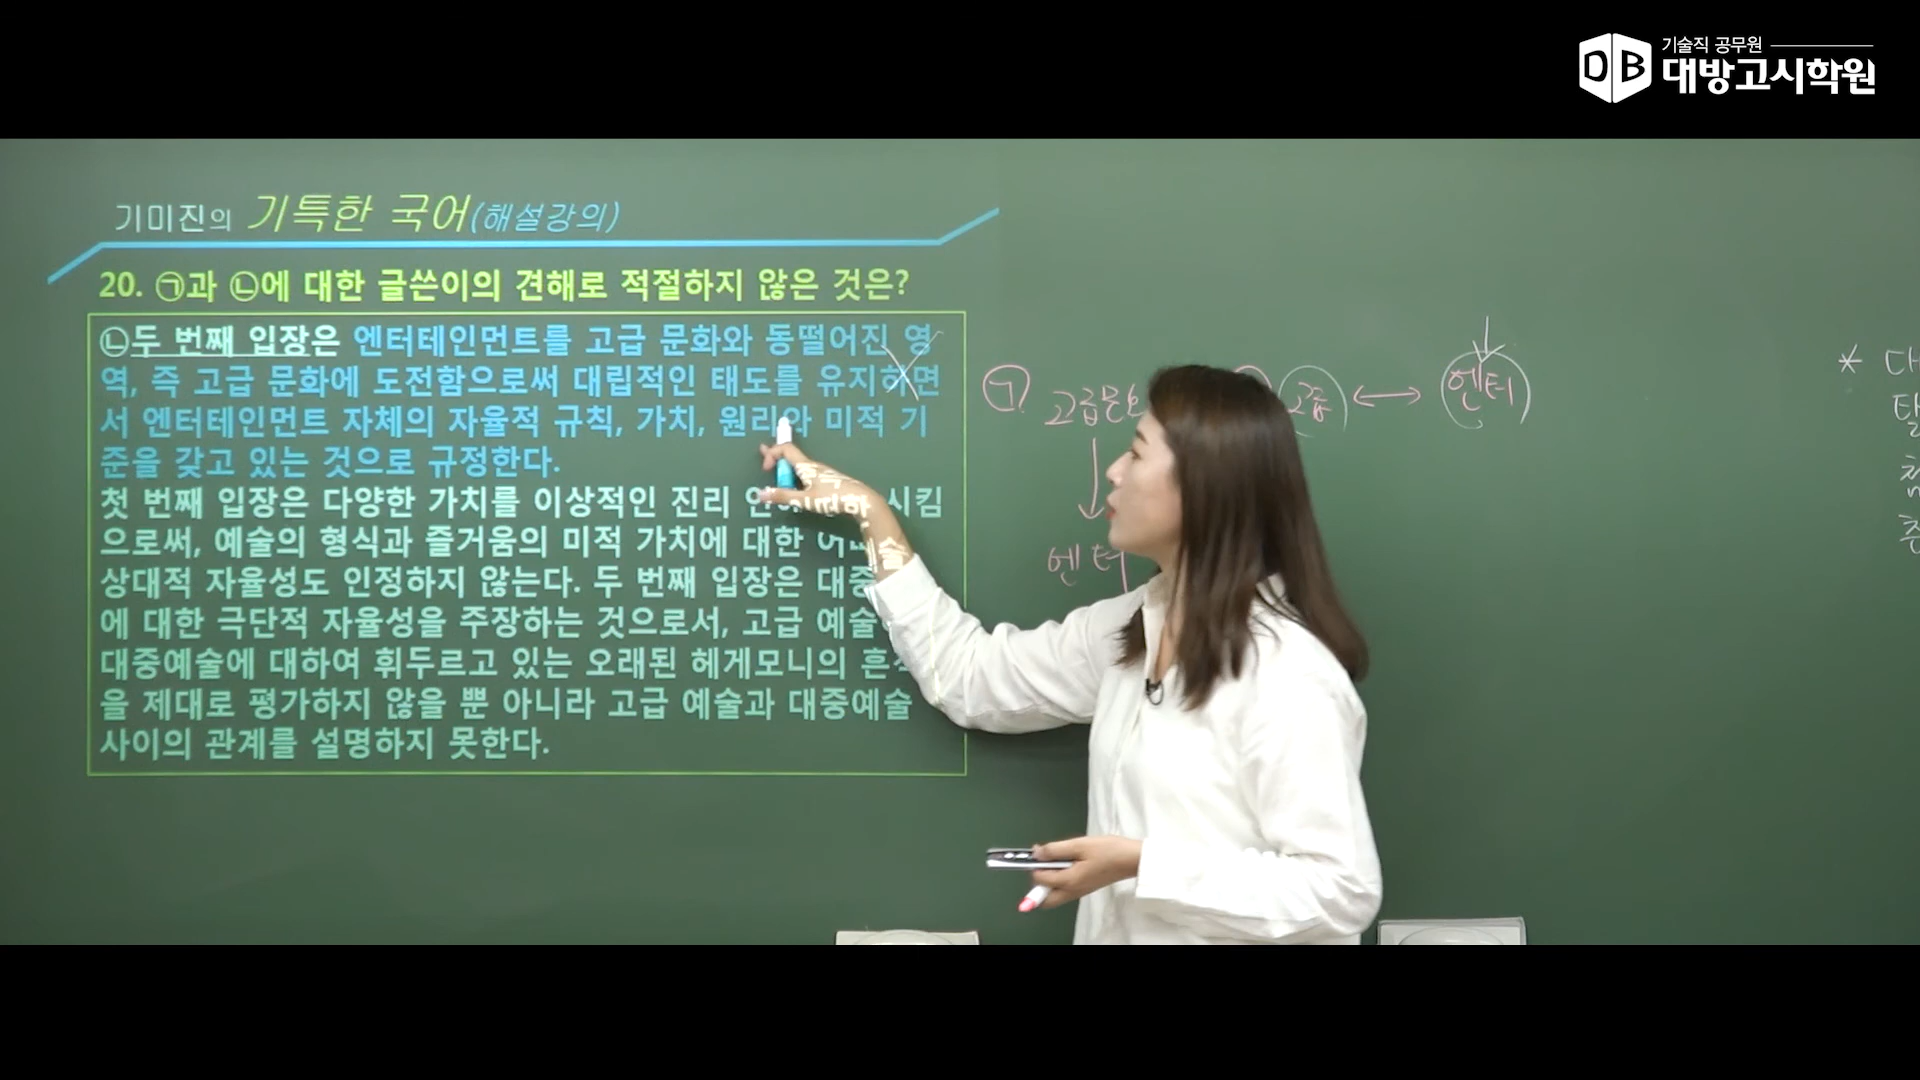 기술직 공무원
DB 대방고시학원
기미진의 기특한 국어(해설강의)
20. ㉠과 ㉡에 대한 글쓴이의 견해로 적절하지 않은 것은?
㉡두 번째 입장은 엔터테인먼트를 고급 문화와 동떨어진 영
역, 즉 고급 문화에 도전함으로써 대립적인 태도를 유지하면
서 엔터테인먼트 자체의 자율적 규칙, 가치, 원리와 미적 기
준을 갖고 있는 것으로 규정한다.
첫 번째 입장은 다양한 가치를 이상적인 진리 시킴
으로써, 예술의 형식과 즐거움의 미적 가치에 대한
상대적 자율성도 인정하지 않는다. 두 번째 입장은
에 대한 극단적 자율성을 주장하는 것으로서, 고급
대중예술에 대하여 휘두르고 있는 오래된 헤게모니의
을 제대로 평가하지 않을 뿐 아니라 고급 예술과 대중예술
사이의 관계를 설명하지 못한다.
㉠ 고급문
↓
엔터
고급 ↔ 엔터
*